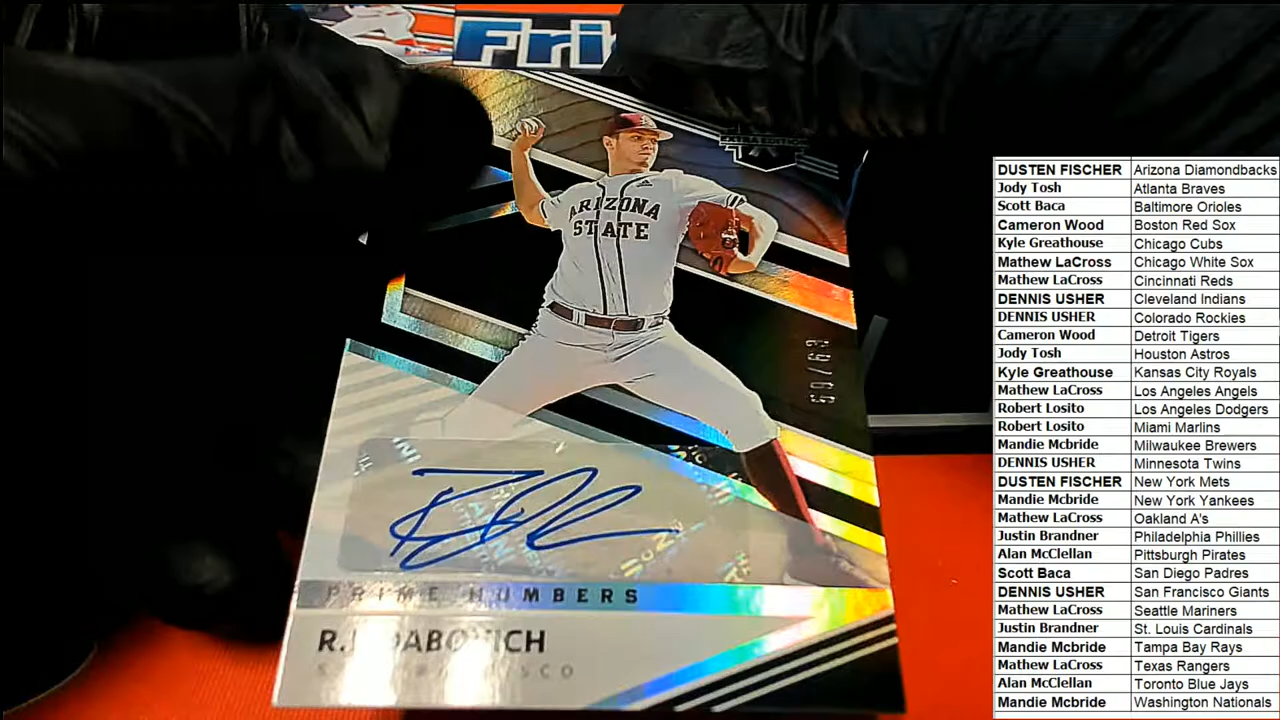 Fri
EXTRA EDITION
ARIZONA
STATE
PRIME NUMBERS
R.J. DABOVICH
DUSTEN FISCHER Arizona Diamondbacks
Jody Tosh Atlanta Braves
Scott Baca Baltimore Orioles
Cameron Wood Boston Red Sox
Kyle Greathouse Chicago Cubs
Mathew LaCross Chicago White Sox
Mathew LaCross Cincinnati Reds
DENNIS USHER Cleveland Indians
DENNIS USHER Colorado Rockies
Cameron Wood Detroit Tigers
Jody Tosh Houston Astros
Kyle Greathouse Kansas City Royals
Mathew LaCross Los Angeles Angels
Robert Losito Los Angeles Dodgers
Robert Losito Miami Marlins
Mandie Mcbride Milwaukee Brewers
DENNIS USHER Minnesota Twins
DUSTEN FISCHER New York Mets
Mandie Mcbride New York Yankees
Mathew LaCross Oakland A's
Justin Brandner Philadelphia Phillies
Alan McClellan Pittsburgh Pirates
Scott Baca San Diego Padres
DENNIS USHER San Francisco Giants
Mathew LaCross Seattle Mariners
Justin Brandner St. Louis Cardinals
Mandie Mcbride Tampa Bay Rays
Mathew LaCross Texas Rangers
Alan McClellan Toronto Blue Jays
Mandie Mcbride Washington Nationals